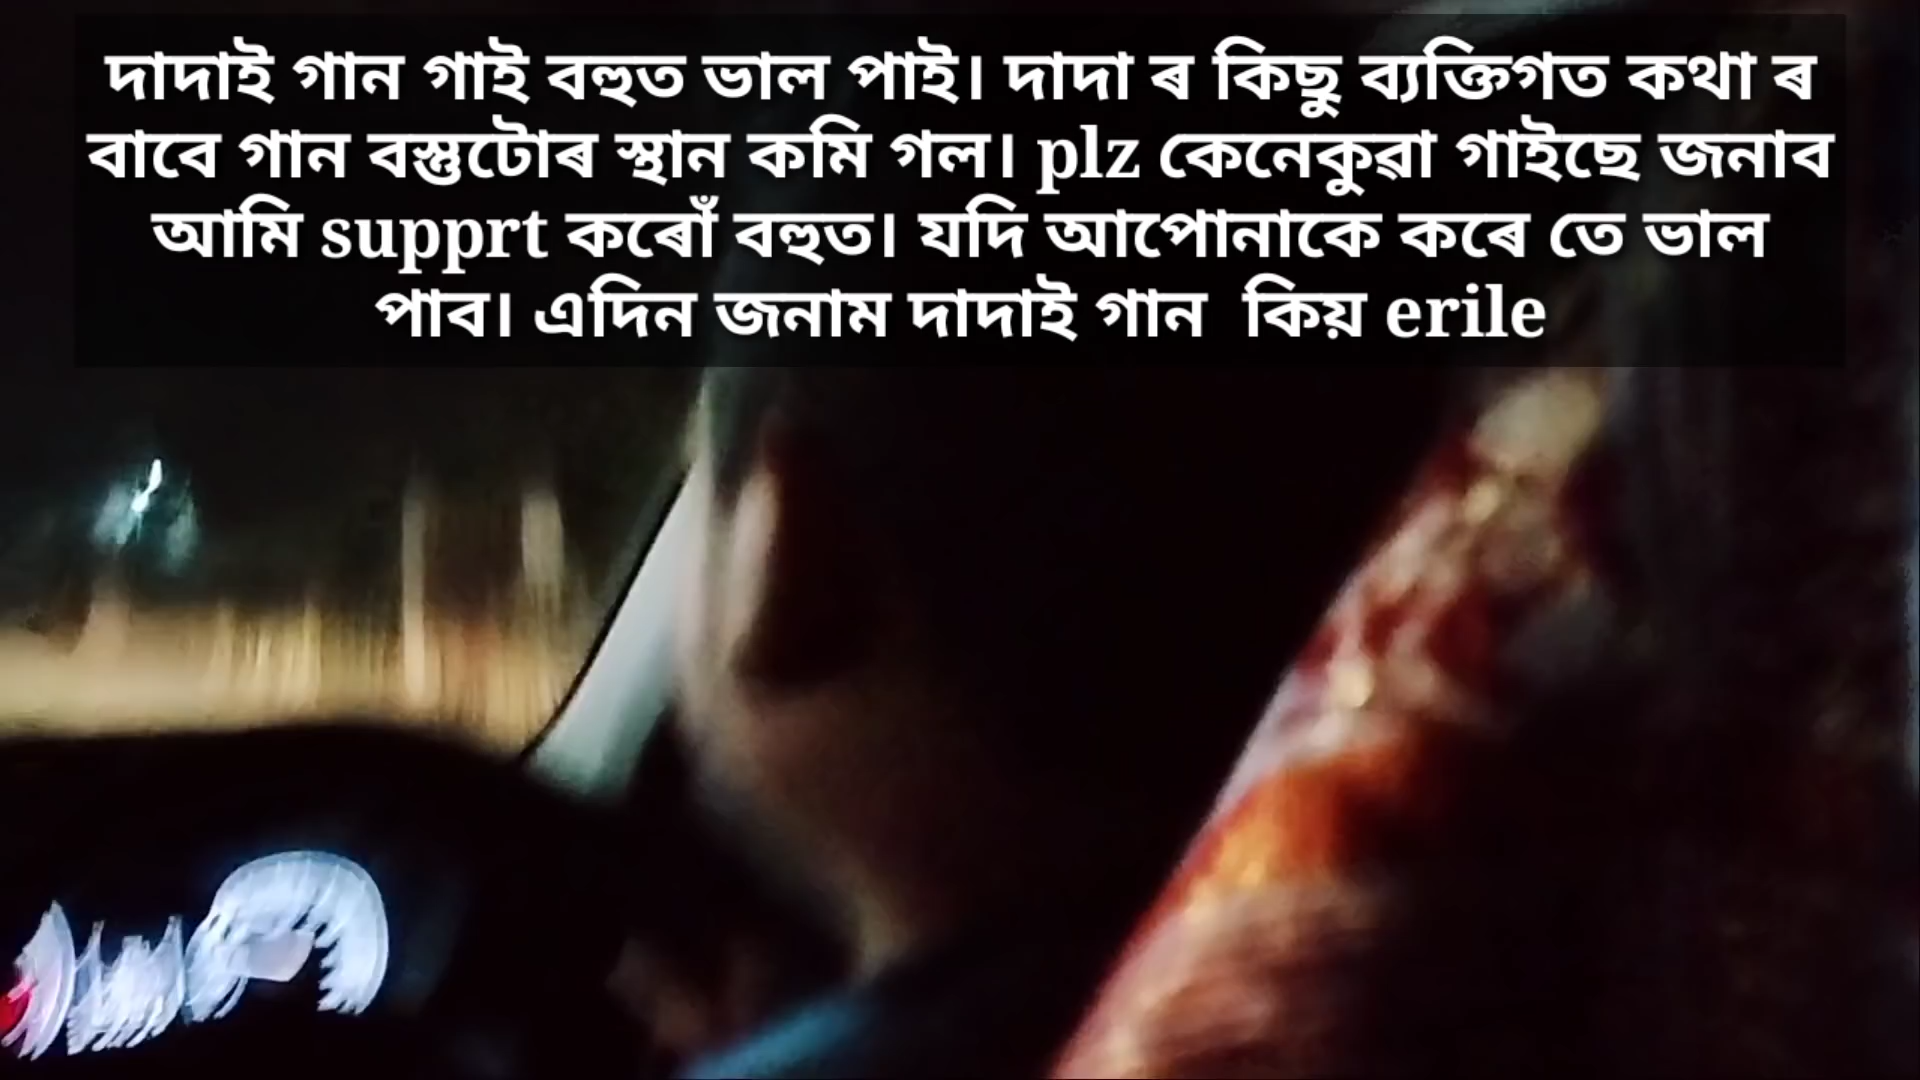 দাদাই গান গাই বহুত ভাল পাই। দাদা ৰ কিছু ব্যক্তিগত কথা ৰ
বাবে গান বস্তুটোৰ স্থান কমি গল। plz কেনেকুৱা গাইছে জনাব
আমি supprt কৰোঁ বহুত। যদি আপোনাকে কৰে তে ভাল
পাব। এদিন জনাম দাদাই গান কিয় erile